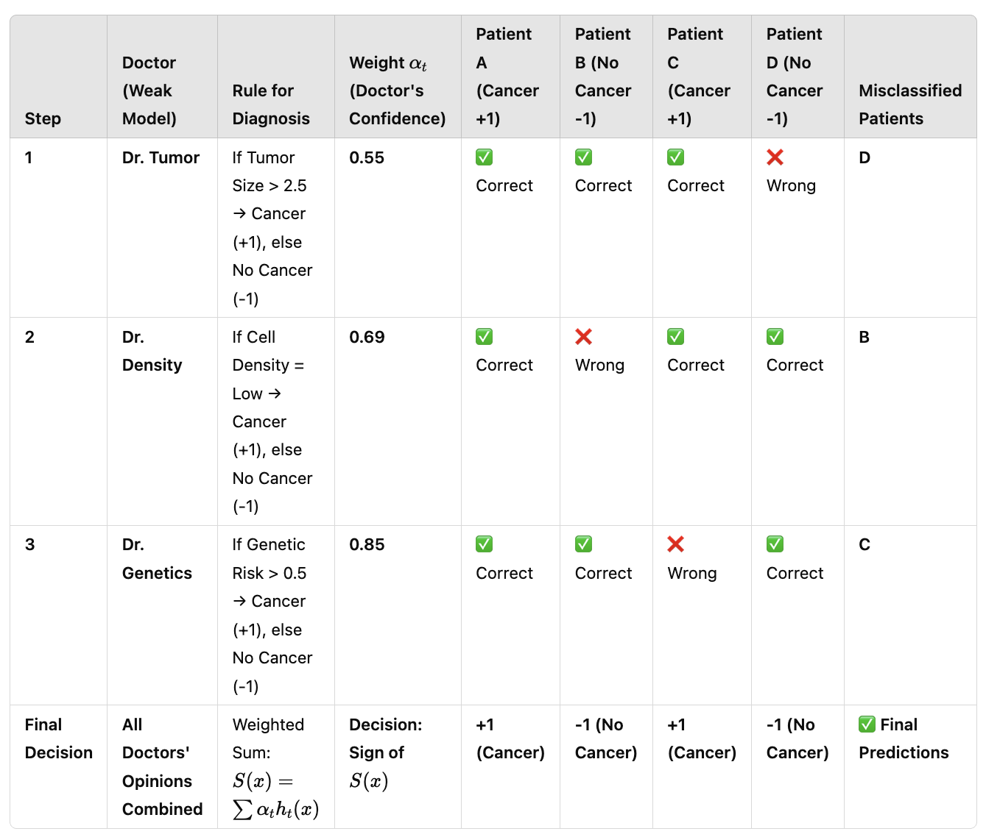 Step
Doctor
(Weak
Model)
Rule for
Diagnosis
Weight αₜ
(Doctor's
Confidence)
Patient
A
(Cancer
+1)
Patient
B (No
Cancer
-1)
Patient
C
(Cancer
+1)
Patient
D (No
Cancer
-1)
Misclassified
Patients
1
Dr. Tumor
If Tumor
Size > 2.5
→ Cancer
(+1), else
No Cancer
(-1)
0.55
✅
Correct
✅
Correct
✅
Correct
❌
Wrong
D
2
Dr.
Density
If Cell
Density =
Low →
Cancer
(+1), else
No Cancer
(-1)
0.69
✅
Correct
❌
Wrong
✅
Correct
✅
Correct
B
3
Dr.
Genetics
If Genetic
Risk > 0.5
→ Cancer
(+1), else
No Cancer
(-1)
0.85
✅
Correct
✅
Correct
❌
Wrong
✅
Correct
C
Final
Decision
All
Doctors'
Opinions
Combined
Weighted
Sum:
S(x) =
∑ αₜhₜ(x)
Decision:
Sign of
S(x)
+1
(Cancer)
-1 (No
Cancer)
+1
(Cancer)
-1 (No
Cancer)
✅ Final
Predictions